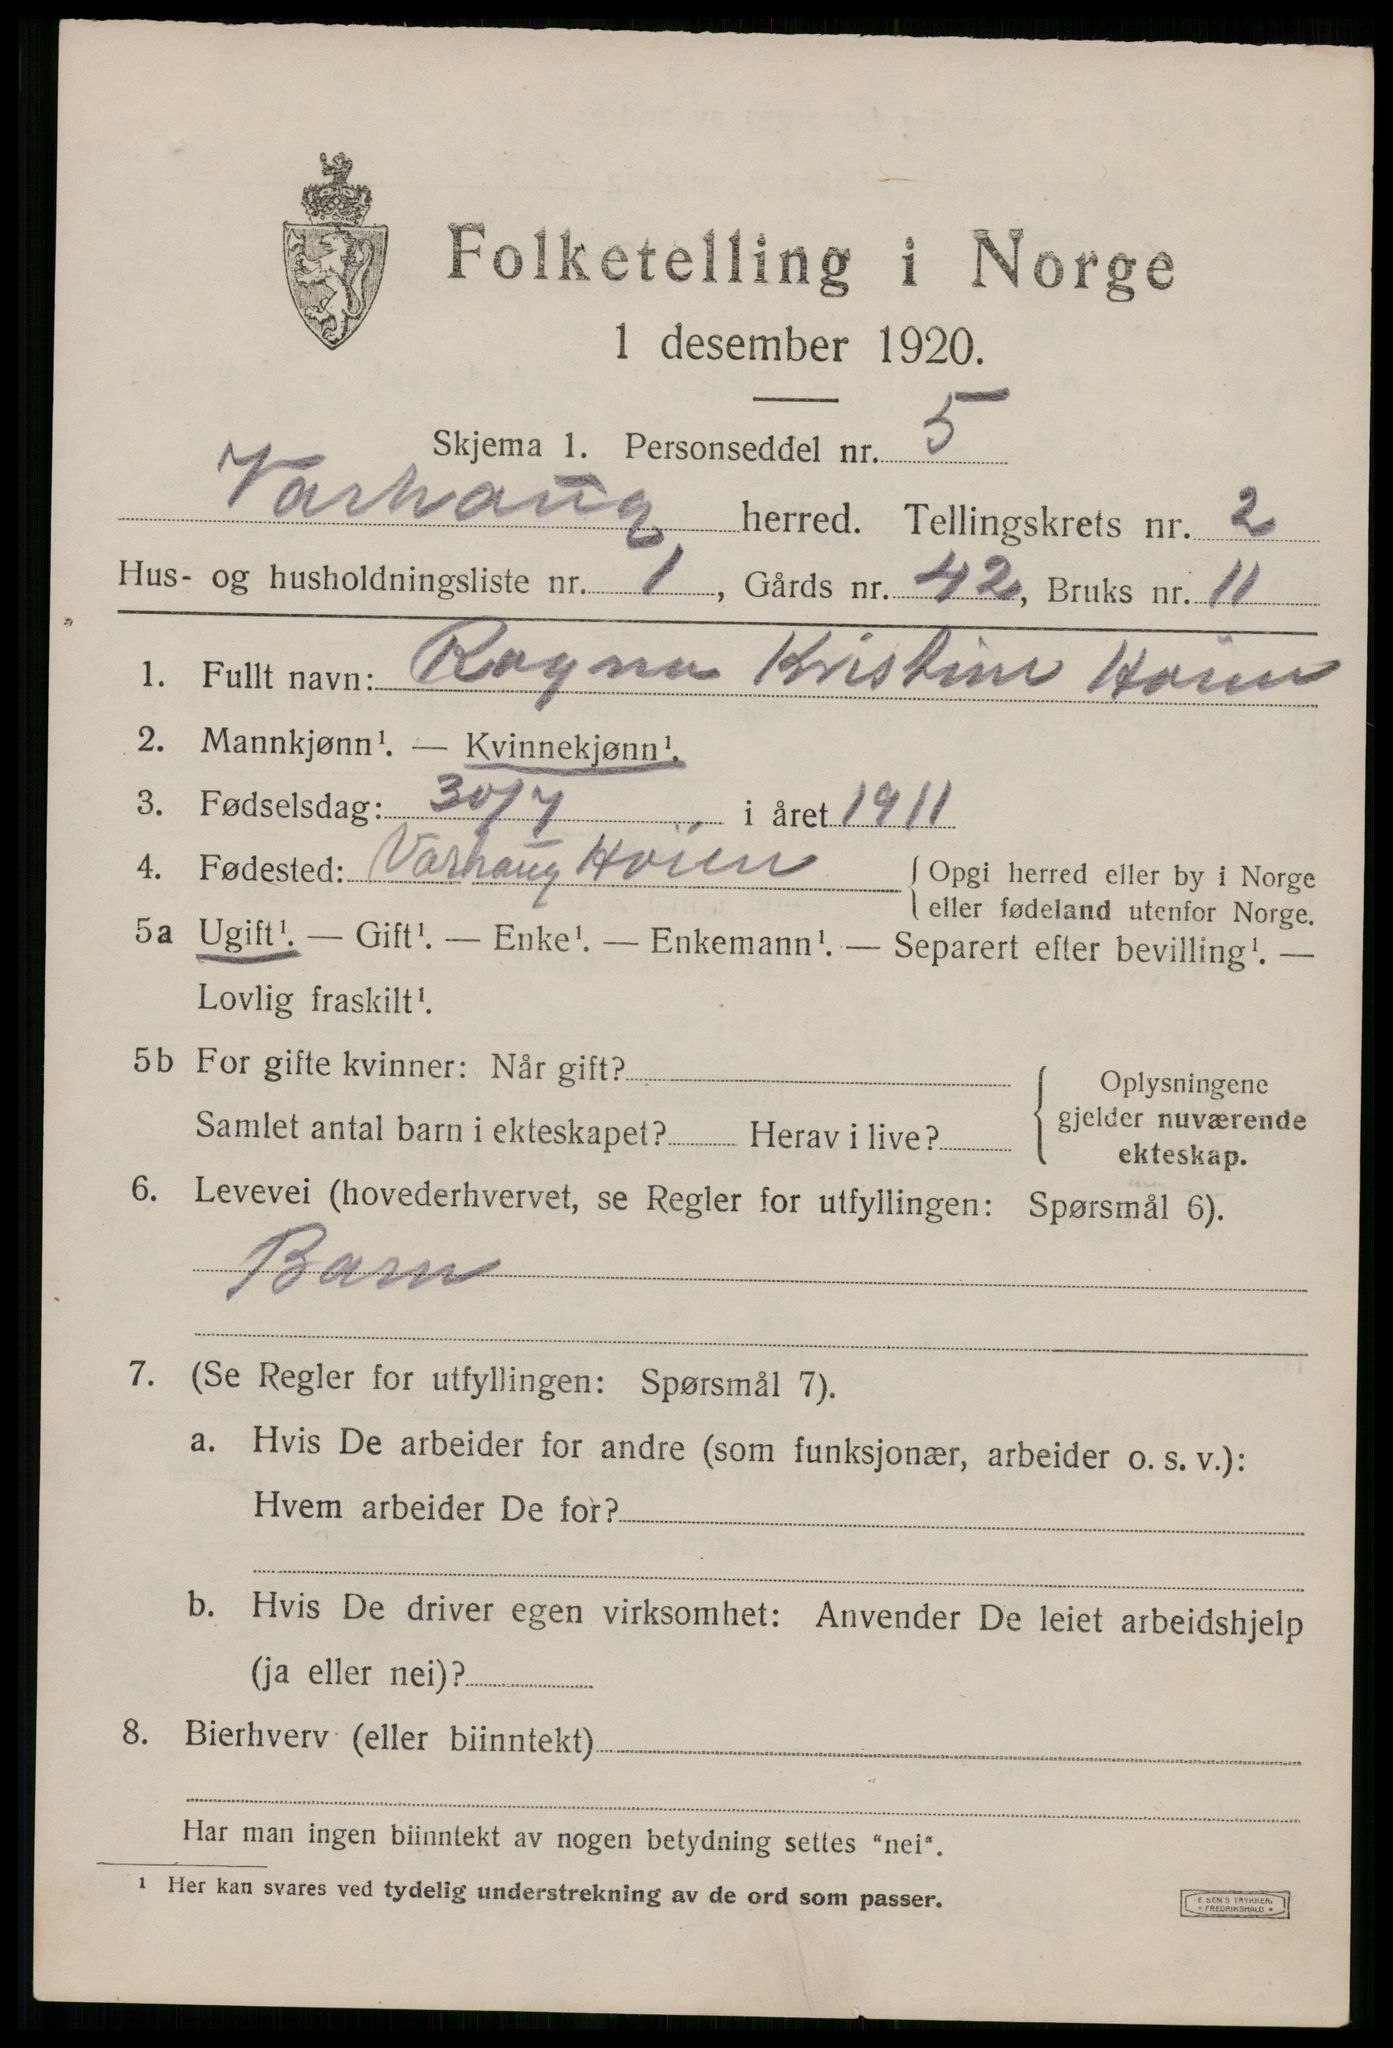 Folketelling i Norge
1 desember 1920.
Skjema 1. Personseddel nr. 5
Varhaug herred. Tellingskrets nr. 2
Hus- og husholdningsliste nr. 1, Gårds nr. 42, Bruks nr. 11
1. Fullt navn: Ragna Kristine Höien
2. Mannkjønn¹. — Kvinnekjønn¹.
3. Fødselsdag: 30/7 i året 1911
4. Fødested: Varhaug Höien { Opgi herred eller by i Norge
eller fødeland utenfor Norge.
5a Ugift¹. — Gift¹. — Enke¹. — Enkemann¹. — Separert efter bevilling¹. —
Lovlig fraskilt¹.
5b For gifte kvinner: Når gift?
Samlet antal barn i ekteskapet? Herav i live?
{ Oplysningene
gjelder nuværende
ekteskap.
6. Levevei (hovederhvervet, se Regler for utfyllingen: Spørsmål 6).
Barn
7. (Se Regler for utfyllingen: Spørsmål 7).
a. Hvis De arbeider for andre (som funksjonær, arbeider o. s. v.):
Hvem arbeider De for?
b. Hvis De driver egen virksomhet: Anvender De leiet arbeidshjelp
(ja eller nei)?
8. Bierhverv (eller biinntekt)
Har man ingen biinntekt av nogen betydning settes "nei".
¹ Her kan svares ved tydelig understrekning av de ord som passer.
E. SEM'S TRYKKERI
* FREDRIKSHALD *